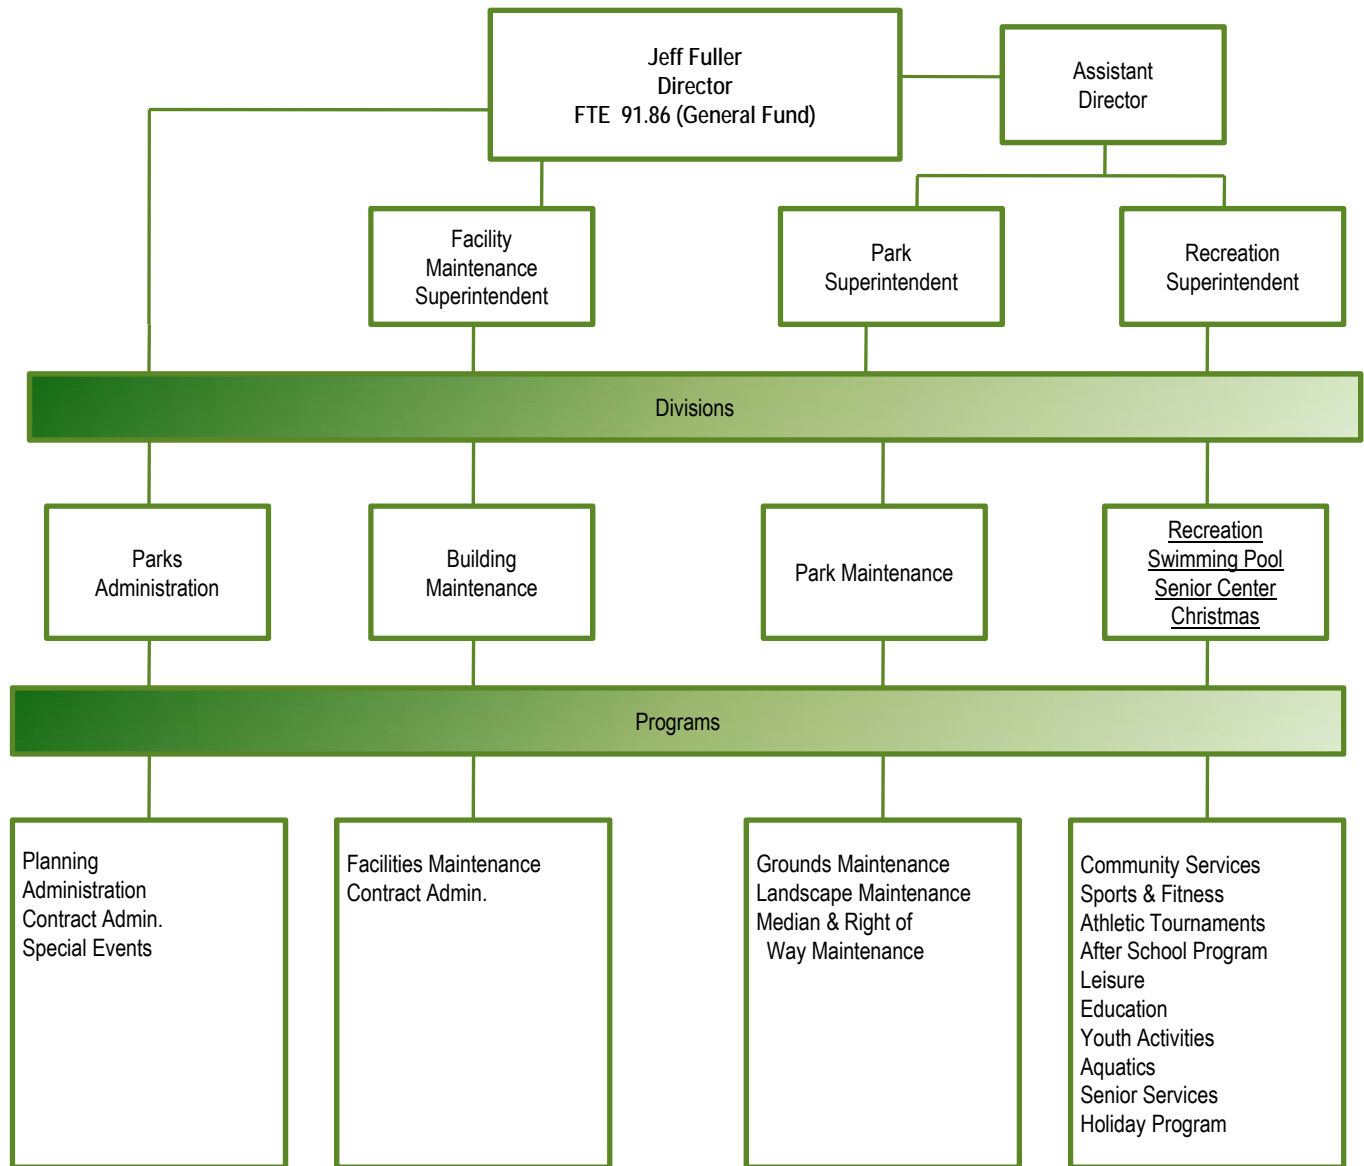 Jeff Fuller
Director
FTE 91.86 (General Fund)
Assistant
Director
Facility
Maintenance
Superintendent
Park
Superintendent
Recreation
Superintendent
Divisions
Parks
Administration
Building
Maintenance
Park Maintenance
Recreation
Swimming Pool
Senior Center
Christmas
Programs
Planning
Administration
Contract Admin.
Special Events
Facilities Maintenance
Contract Admin.
Grounds Maintenance
Landscape Maintenance
Median & Right of
Way Maintenance
Community Services
Sports & Fitness
Athletic Tournaments
After School Program
Leisure
Education
Youth Activities
Aquatics
Senior Services
Holiday Program